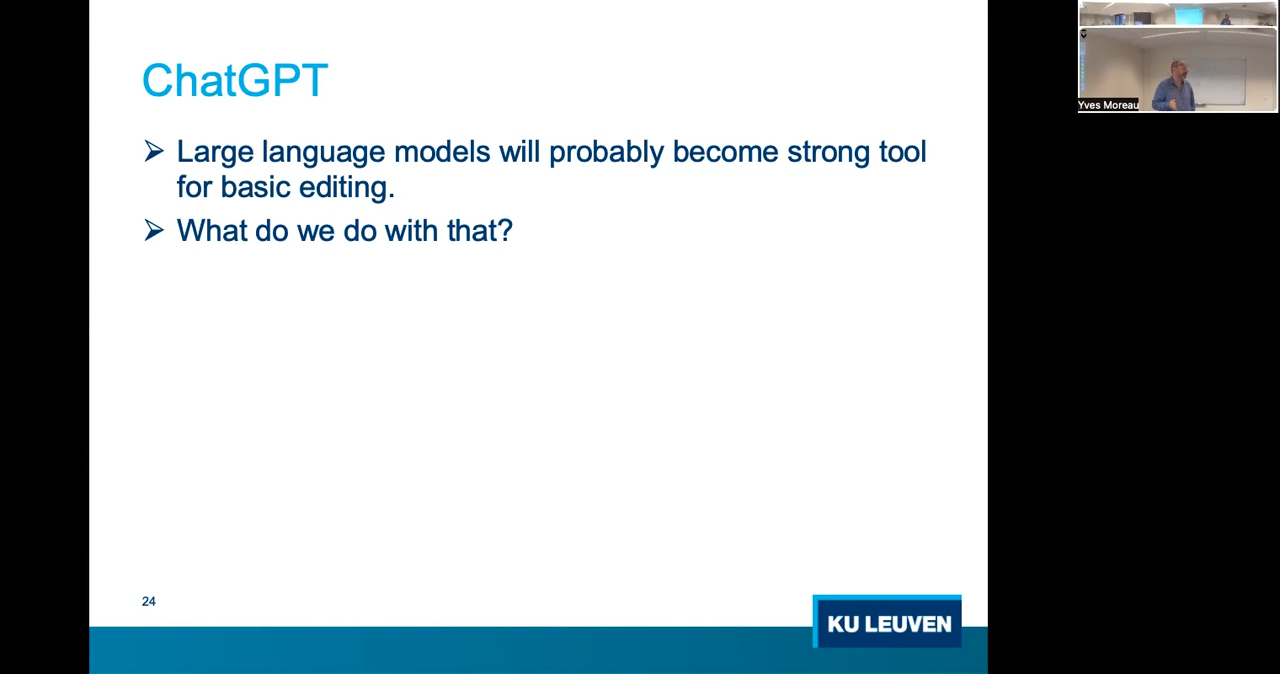 ChatGPT
➢ Large language models will probably become strong tool
for basic editing.
➢ What do we do with that?
24
KU LEUVEN
Yves Moreau